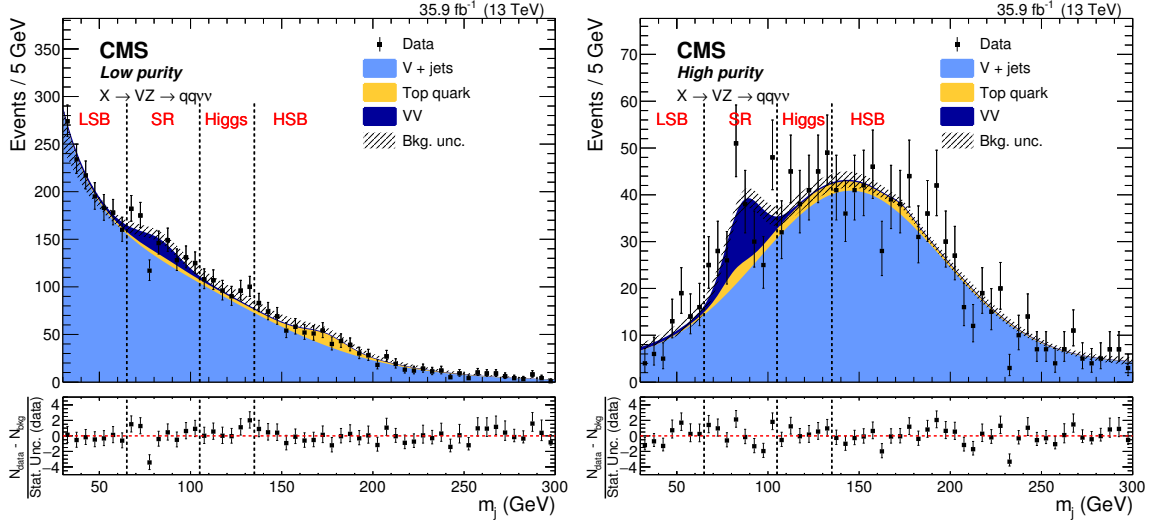 35.9 fb⁻¹ (13 TeV)
CMS
Low purity
X → VZ → qqνν
LSB SR Higgs HSB
Data
V + jets
Top quark
VV
Bkg. unc.
Events / 5 GeV
350
300
250
200
150
100
50
0
N_data - N_bkg
Stat. Unc. (data)
4
2
0
−2
−4
50 100 150 200 250 300
m_j (GeV)
35.9 fb⁻¹ (13 TeV)
CMS
High purity
X → VZ → qqνν
LSB SR Higgs HSB
Data
V + jets
Top quark
VV
Bkg. unc.
Events / 5 GeV
70
60
50
40
30
20
10
0
N_data - N_bkg
Stat. Unc. (data)
4
2
0
−2
−4
50 100 150 200 250 300
m_j (GeV)